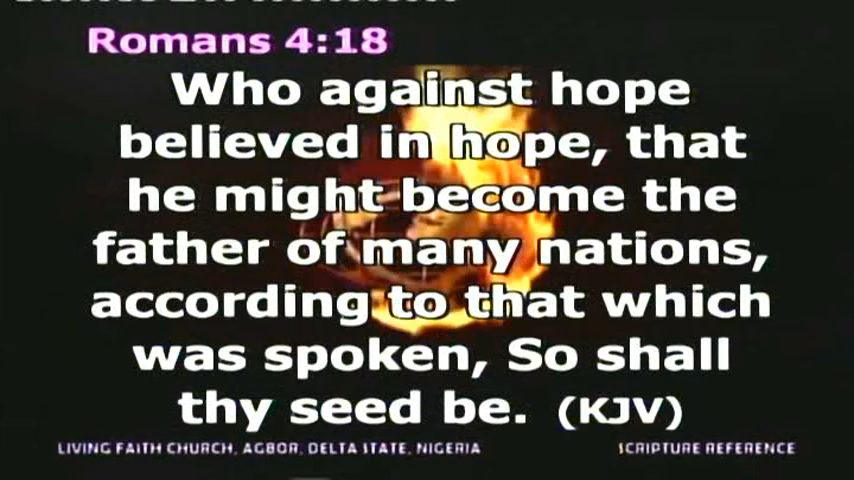 Romans 4:18
Who against hope
believed in hope, that
he might become the
father of many nations,
according to that which
was spoken, So shall
thy seed be. (KJV)
LIVING FAITH CHURCH, AGBOR, DELTA STATE, NIGERIA
SCRIPTURE REFERENCE